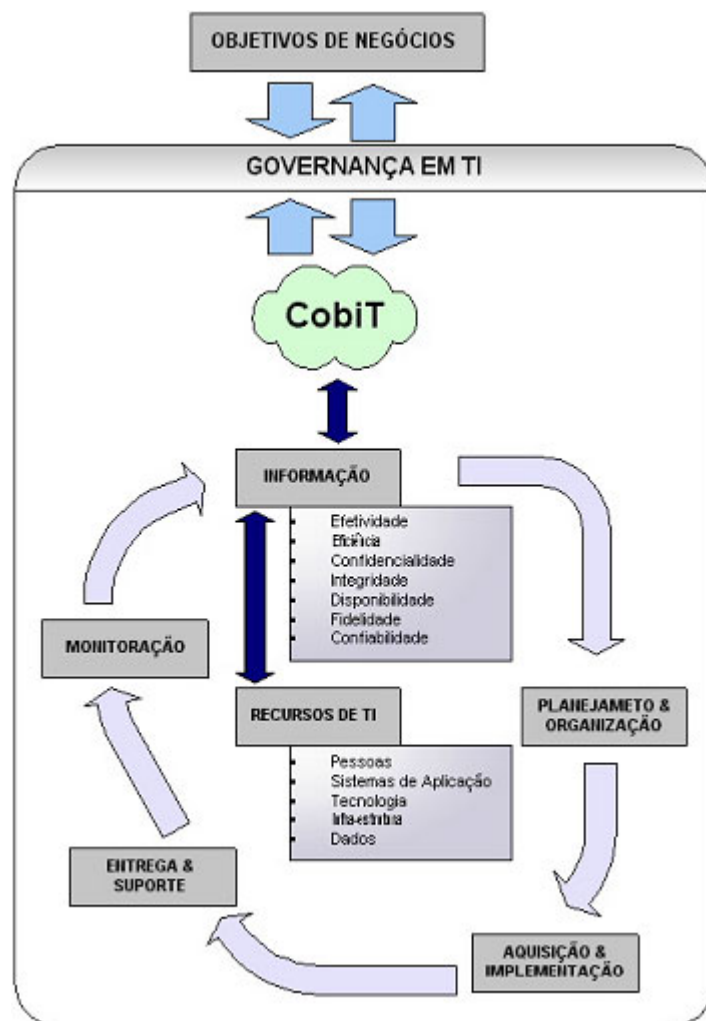 OBJETIVOS DE NEGÓCIOS
GOVERNANÇA EM TI
CobiT
INFORMAÇÃO
Efetividade
Eficiência
Confidencialidade
Integridade
Disponibilidade
Fidelidade
Confiabilidade
MONITORAÇÃO
RECURSOS DE TI
PLANEJAMETO &
ORGANIZAÇÃO
Pessoas
Sistemas de Aplicação
Tecnologia
Infra-estrutura
Dados
ENTREGA &
SUPORTE
AQUISIÇÃO &
IMPLEMENTAÇÃO